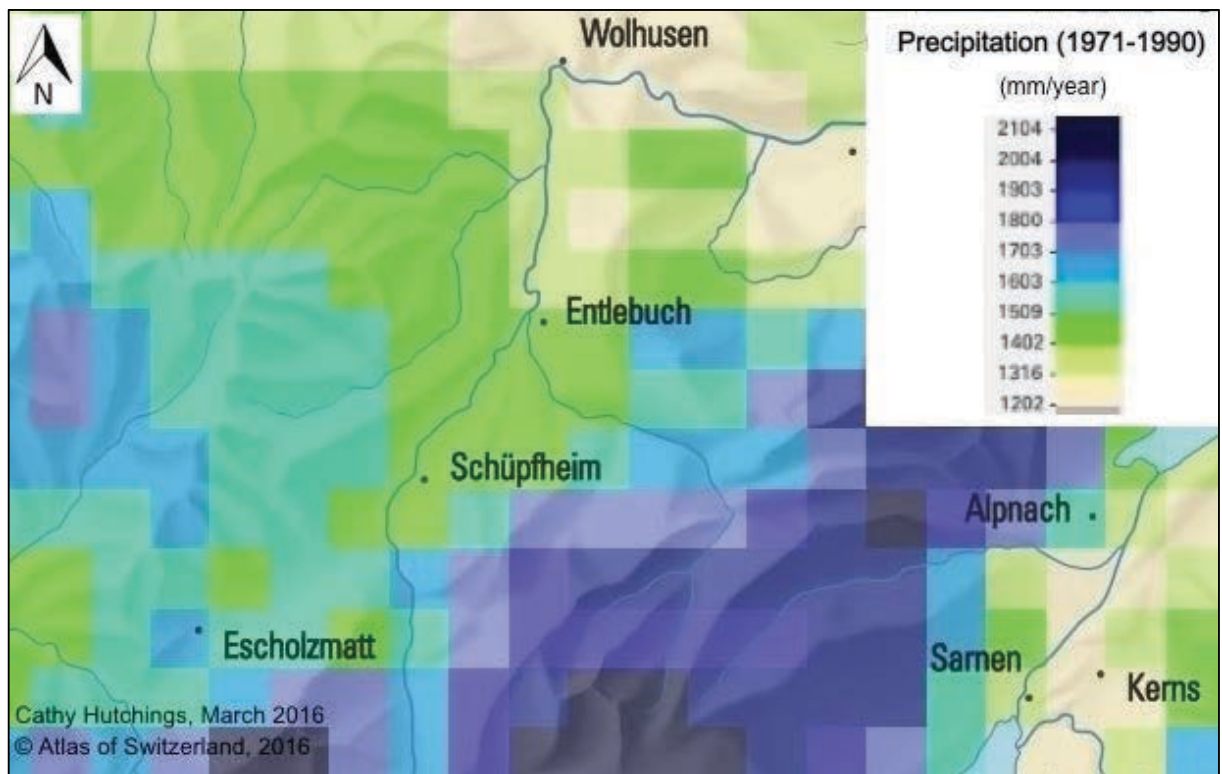 Wolhusen
Precipitation (1971-1990)
(mm/year)
2104
2004
1903
1800
1703
1603
1509
1402
1316
1202
N
Entlebuch
Schüpfheim
Alpnach
Escholzmatt
Sarnen
Kerns
Cathy Hutchings, March 2016
© Atlas of Switzerland, 2016